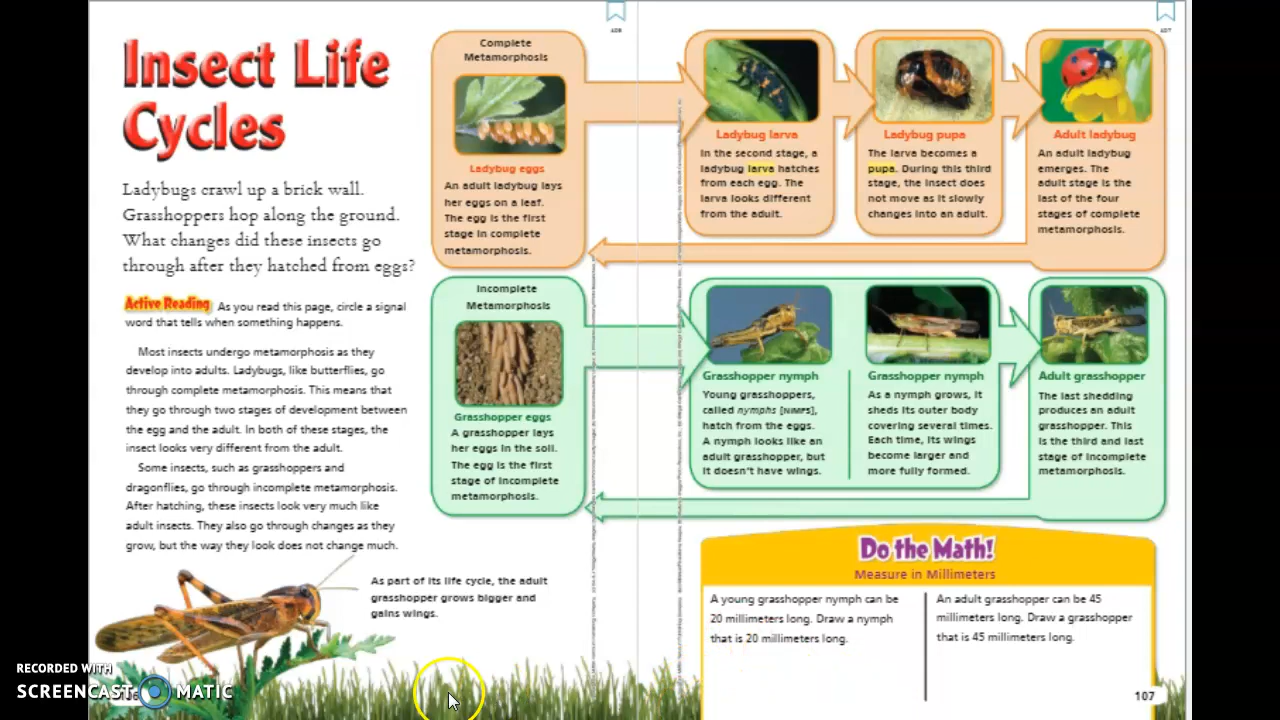 Insect Life
Cycles
Ladybugs crawl up a brick wall.
Grasshoppers hop along the ground.
What changes did these insects go
through after they hatched from eggs?
Active Reading As you read this page, circle a signal
word that tells when something happens.
Most insects undergo metamorphosis as they
develop into adults. Ladybugs, like butterflies, go
through complete metamorphosis. This means that
they go through two stages of development between
the egg and the adult. In both of these stages, the
insect looks very different from the adult.
Some insects, such as grasshoppers and
dragonflies, go through incomplete metamorphosis.
After hatching, these insects look very much like
adult insects. They also go through changes as they
grow, but the way they look does not change much.
As part of its life cycle, the adult
grasshopper grows bigger and
gains wings.
Complete
Metamorphosis
Ladybug eggs
An adult ladybug lays
her eggs on a leaf.
The egg is the first
stage in complete
metamorphosis.
Ladybug larva
In the second stage, a
ladybug larva hatches
from each egg. The
larva looks different
from the adult.
Ladybug pupa
The larva becomes a
pupa. During this third
stage, the insect does
not move as it slowly
changes into an adult.
Adult ladybug
An adult ladybug
emerges. The
adult stage is the
last of the four
stages of complete
metamorphosis.
Incomplete
Metamorphosis
Grasshopper eggs
A grasshopper lays
her eggs in the soil.
The egg is the first
stage of incomplete
metamorphosis.
Grasshopper nymph
Young grasshoppers,
called nymphs [NIMFS],
hatch from the eggs.
A nymph looks like an
adult grasshopper, but
it doesn't have wings.
Grasshopper nymph
As a nymph grows, it
sheds its outer body
covering several times.
Each time, its wings
become larger and
more fully formed.
Adult grasshopper
The last shedding
produces an adult
grasshopper. This
is the third and last
stage of incomplete
metamorphosis.
Do the Math!
Measure in Millimeters
A young grasshopper nymph can be
20 millimeters long. Draw a nymph
that is 20 millimeters long.
An adult grasshopper can be 45
millimeters long. Draw a grasshopper
that is 45 millimeters long.
107
RECORDED WITH
SCREENCAST MATIC